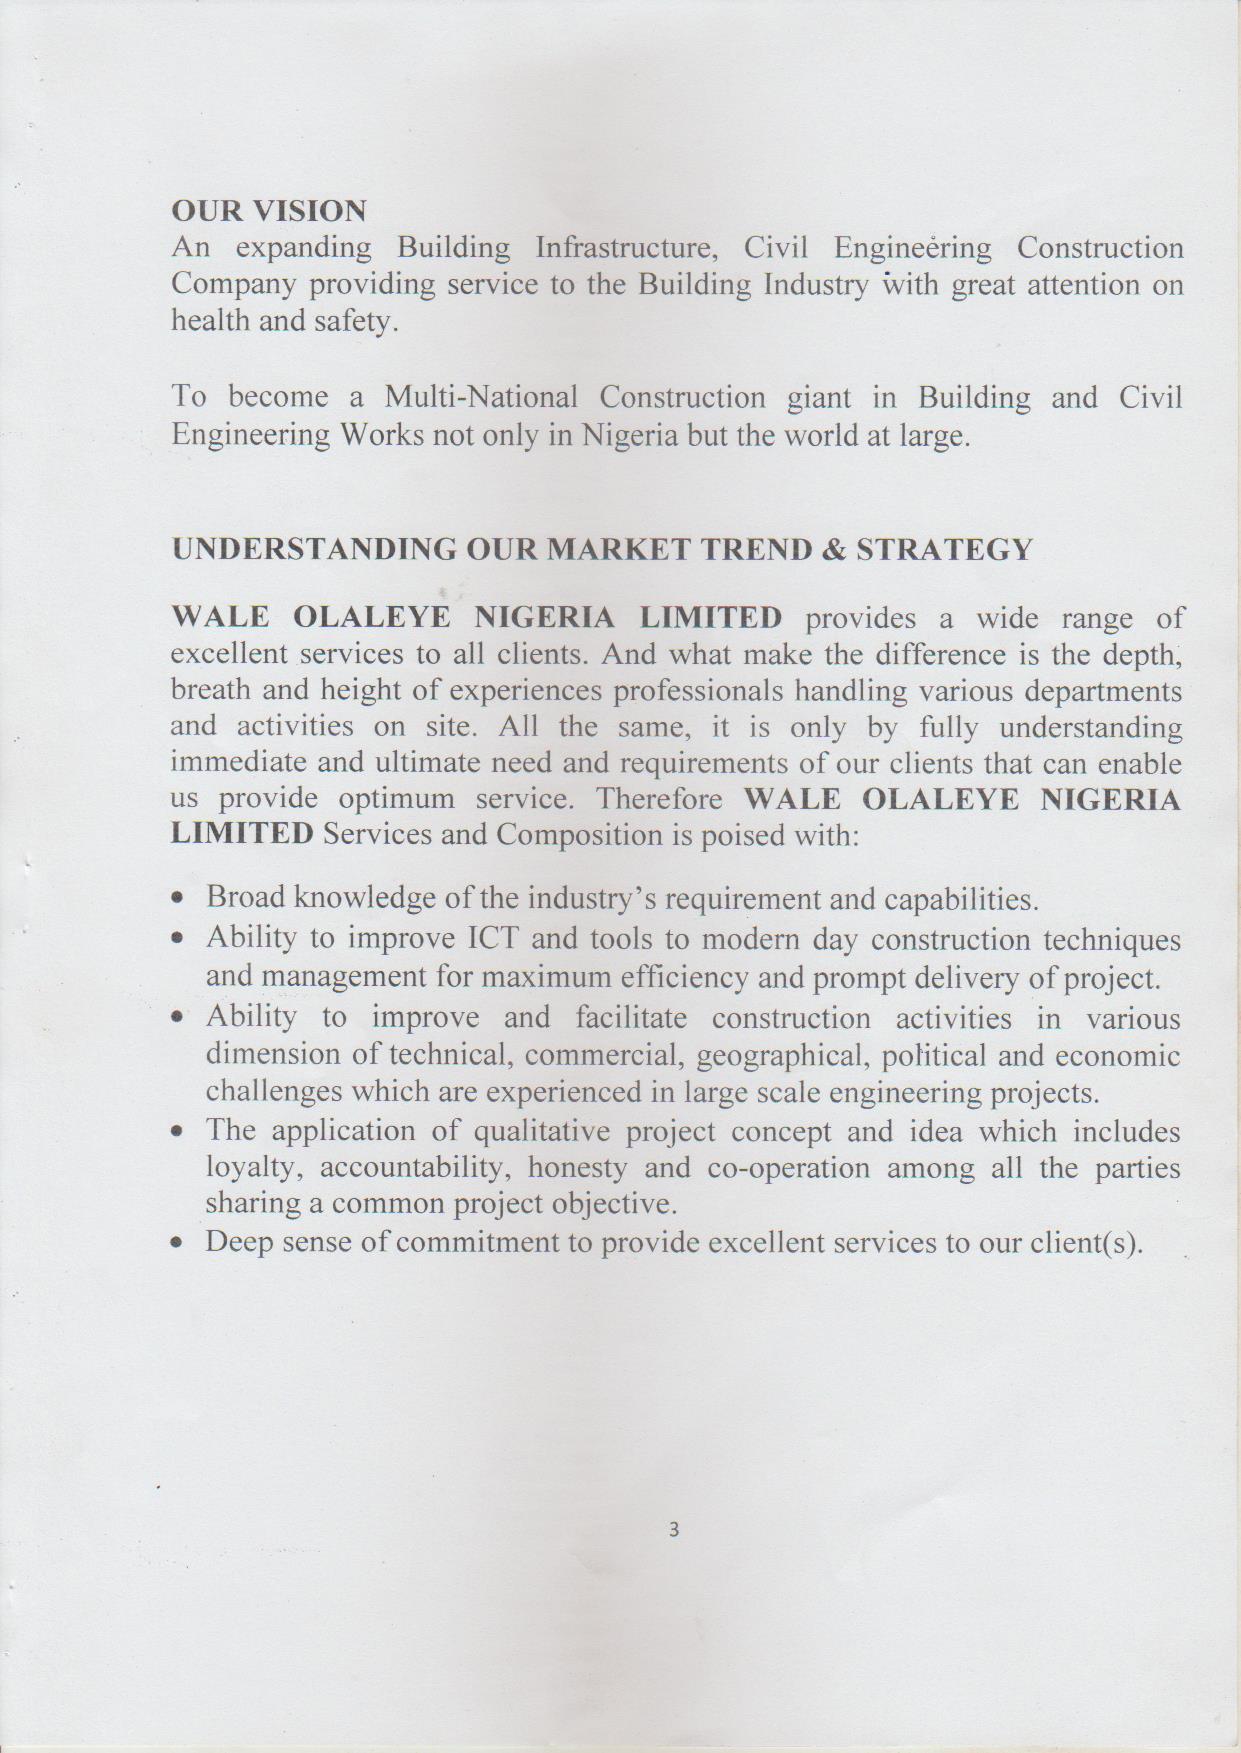 OUR VISION
An expanding Building Infrastructure, Civil Engineering Construction
Company providing service to the Building Industry with great attention on
health and safety.
To become a Multi-National Construction giant in Building and Civil
Engineering Works not only in Nigeria but the world at large.
UNDERSTANDING OUR MARKET TREND & STRATEGY
WALE OLALEYE NIGERIA LIMITED provides a wide range of
excellent services to all clients. And what make the difference is the depth,
breath and height of experiences professionals handling various departments
and activities on site. All the same, it is only by fully understanding
immediate and ultimate need and requirements of our clients that can enable
us provide optimum service. Therefore WALE OLALEYE NIGERIA
LIMITED Services and Composition is poised with:
• Broad knowledge of the industry's requirement and capabilities.
• Ability to improve ICT and tools to modern day construction techniques
and management for maximum efficiency and prompt delivery of project.
• Ability to improve and facilitate construction activities in various
dimension of technical, commercial, geographical, political and economic
challenges which are experienced in large scale engineering projects.
• The application of qualitative project concept and idea which includes
loyalty, accountability, honesty and co-operation among all the parties
sharing a common project objective.
• Deep sense of commitment to provide excellent services to our client(s).
3